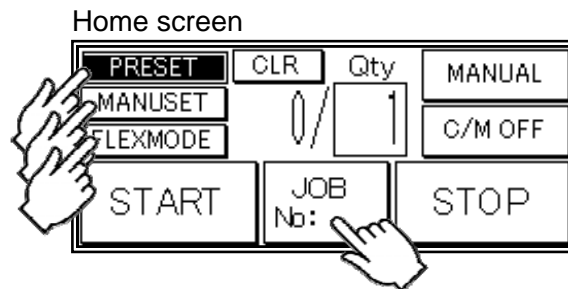 Home screen
PRESET CLR Qty MANUAL
MANUSET 0/1 C/M OFF
FLEXMODE
START JOB No: STOP